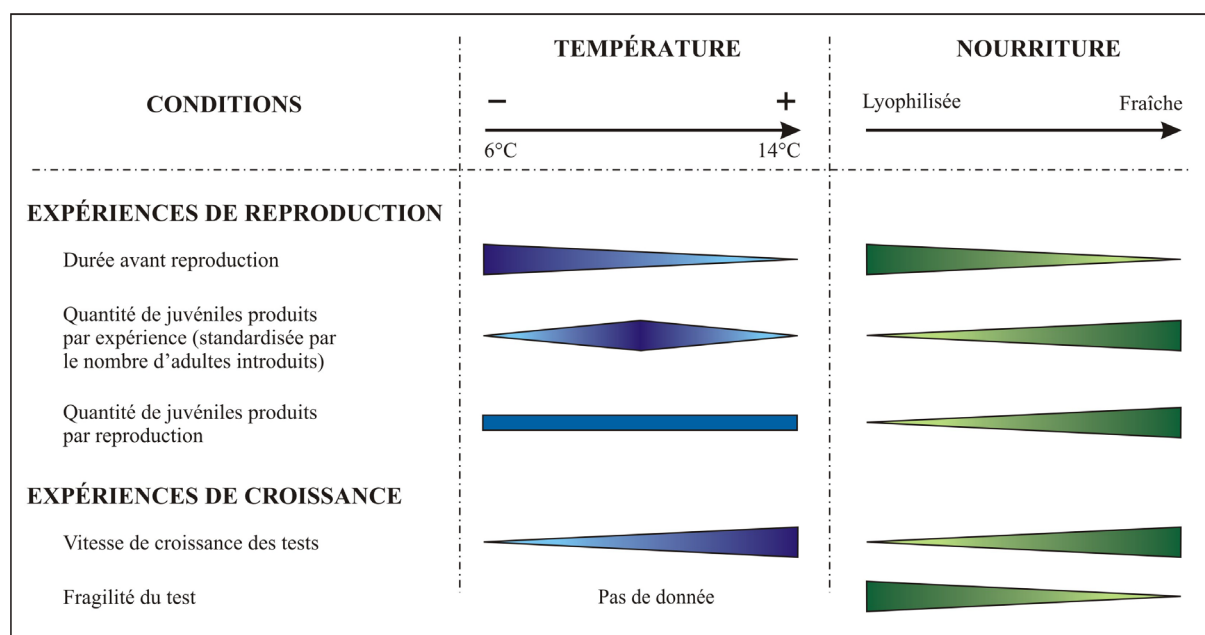 TEMPÉRATURE
NOURRITURE
CONDITIONS
− +
Lyophilisée Fraîche
6°C 14°C
EXPÉRIENCES DE REPRODUCTION
Durée avant reproduction
Quantité de juvéniles produits
par expérience (standardisée par
le nombre d'adultes introduits)
Quantité de juvéniles produits
par reproduction
EXPÉRIENCES DE CROISSANCE
Vitesse de croissance des tests
Fragilité du test
Pas de donnée